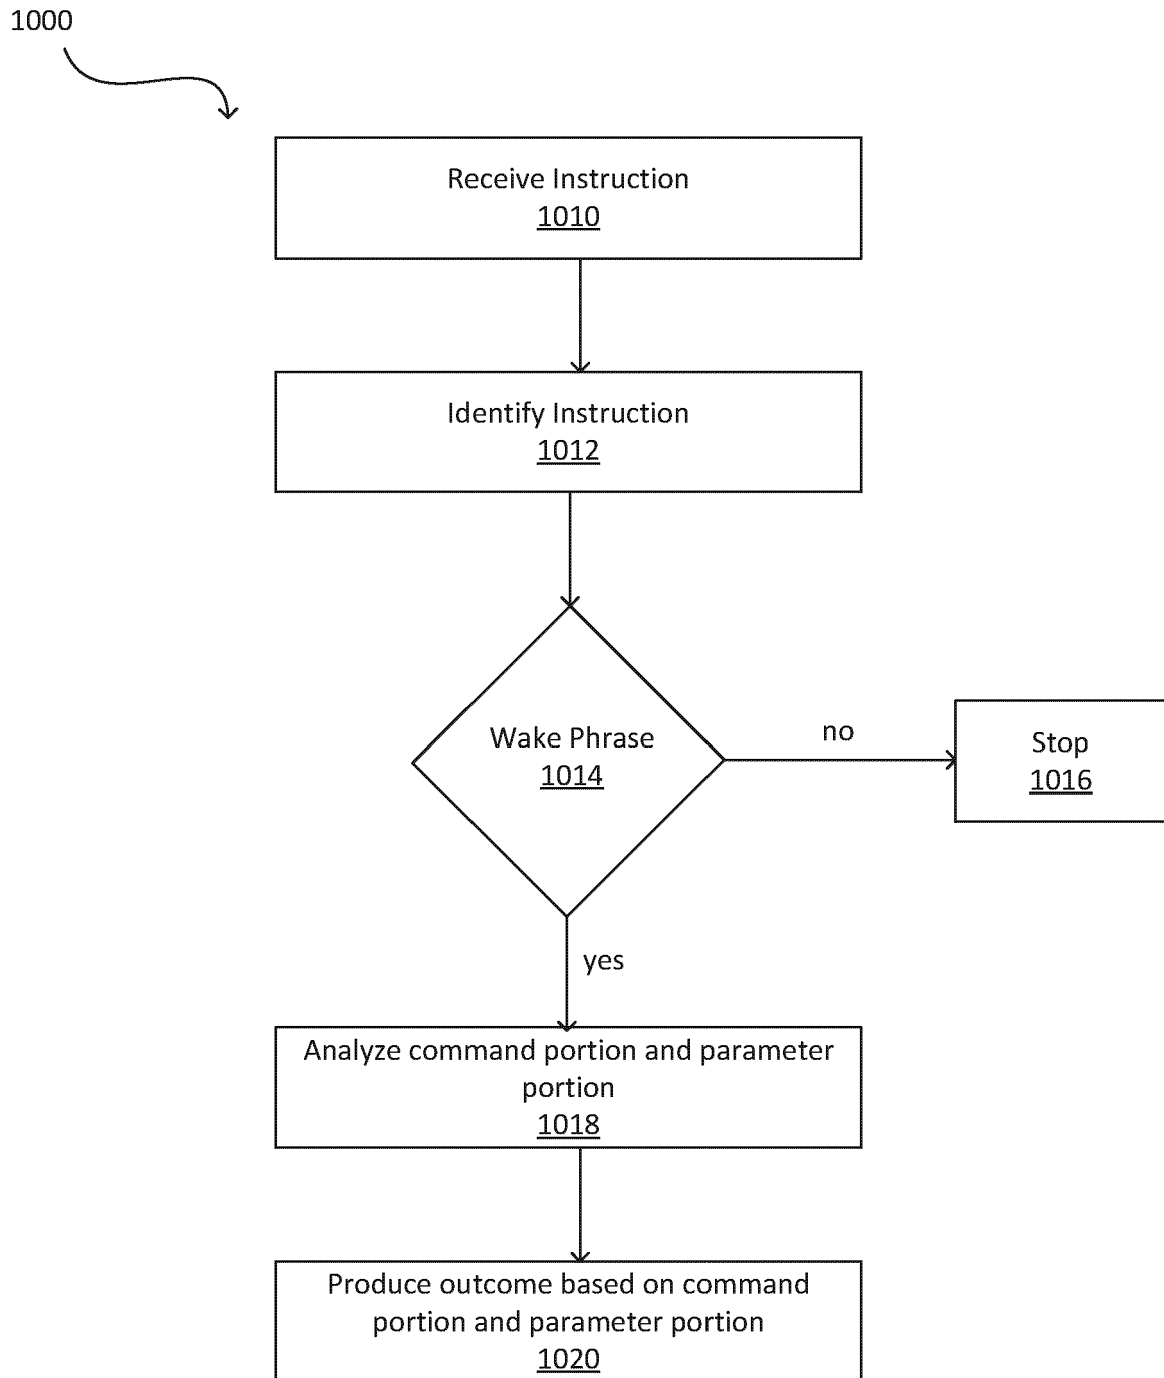 1000
Receive Instruction
1010
Identify Instruction
1012
Wake Phrase
1014
no
Stop
1016
yes
Analyze command portion and parameter
portion
1018
Produce outcome based on command
portion and parameter portion
1020